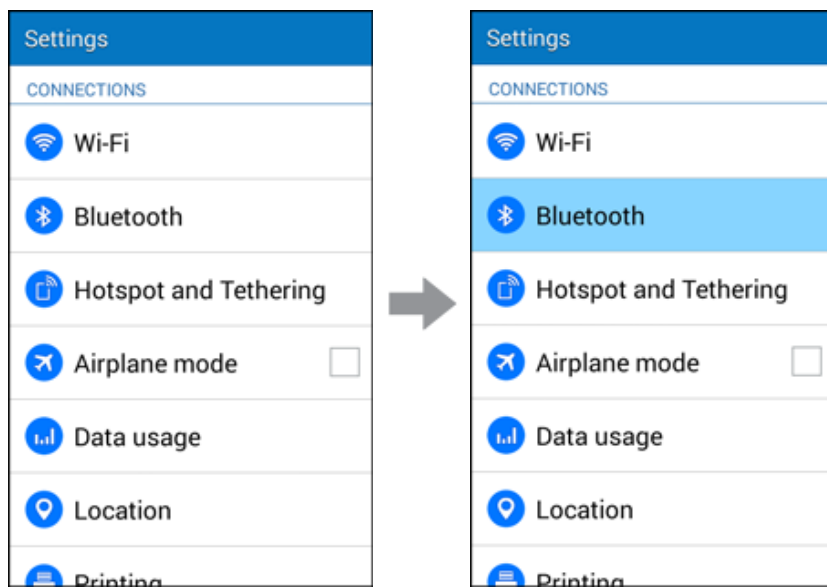 Settings
CONNECTIONS
Wi-Fi
Bluetooth
Hotspot and Tethering
Airplane mode
Data usage
Location
Printing
Settings
CONNECTIONS
Wi-Fi
Bluetooth
Hotspot and Tethering
Airplane mode
Data usage
Location
Printing